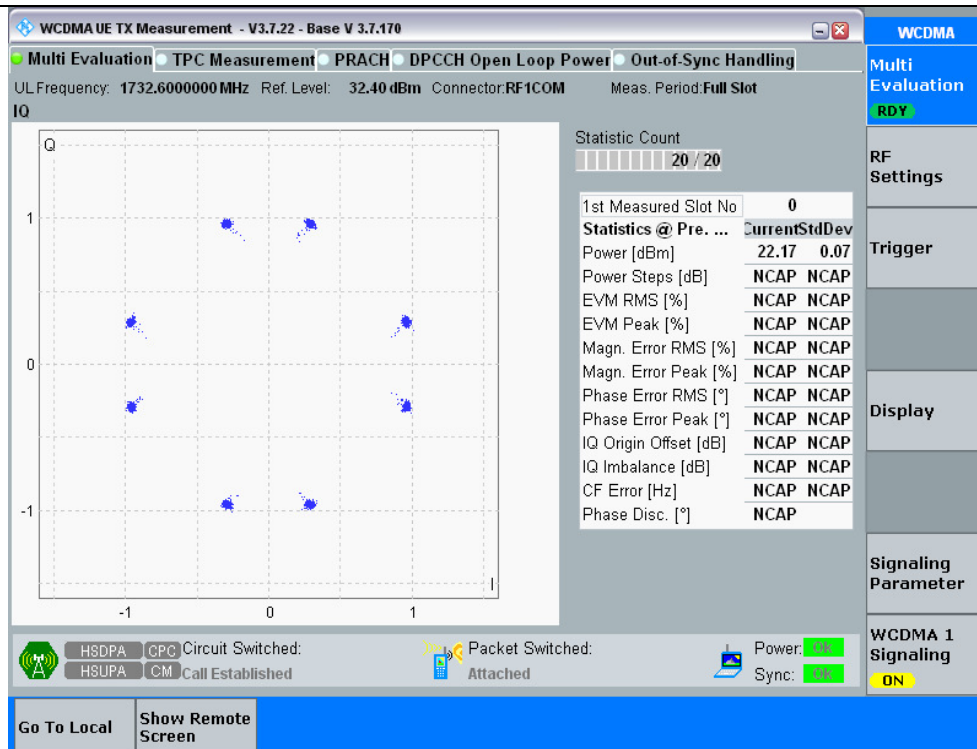 WCDMA UE TX Measurement - V3.7.22 - Base V 3.7.170
WCDMA
Multi Evaluation TPC Measurement PRACH DPCCH Open Loop Power Out-of-Sync Handling
Multi
Evaluation
RDY
UL Frequency: 1732.6000000 MHz Ref. Level: 32.40 dBm Connector:RF1COM Meas. Period:Full Slot
IQ
Q
1
0
-1
-1 0 1
I
Statistic Count
20 / 20
1st Measured Slot No 0
Statistics @ Pre. ... Current StdDev
Power [dBm] 22.17 0.07
Power Steps [dB] NCAP NCAP
EVM RMS [%] NCAP NCAP
EVM Peak [%] NCAP NCAP
Magn. Error RMS [%] NCAP NCAP
Magn. Error Peak [%] NCAP NCAP
Phase Error RMS [°] NCAP NCAP
Phase Error Peak [°] NCAP NCAP
IQ Origin Offset [dB] NCAP NCAP
IQ Imbalance [dB] NCAP NCAP
CF Error [Hz] NCAP NCAP
Phase Disc. [°] NCAP
RF
Settings
Trigger
Display
Signaling
Parameter
WCDMA 1
Signaling
ON
HSDPA CPC Circuit Switched:
HSUPA CM Call Established
Packet Switched:
Attached
Power: Ok
Sync: Ok
Go To Local
Show Remote
Screen